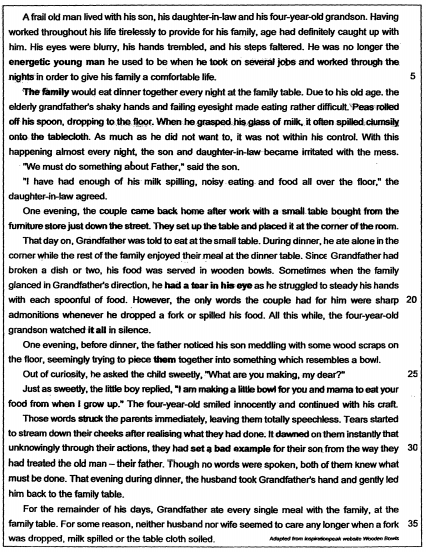 A frail old man lived with his son, his daughter-in-law and his four-year-old grandson. Having
worked throughout his life tirelessly to provide for his family, age had definitely caught up with
him. His eyes were blurry, his hands trembled, and his steps faltered. He was no longer the
energetic young man he used to be when he took on several jobs and worked through the
nights in order to give his family a comfortable life. 5
The family would eat dinner together every night at the family table. Due to his old age. the
elderly grandfather's shaky hands and failing eyesight made eating rather difficult. Peas rolled
off his spoon, dropping to the floor. When he grasped his glass of milk, it often spilled clumsily
onto the tablecloth. As much as he did not want to, it was not within his control. With this
happening almost every night, the son and daughter-in-law became irritated with the mess.
"We must do something about Father," said the son.
"I have had enough of his milk spilling, noisy eating and food all over the floor," the
daughter-in-law agreed.
One evening, the couple came back home after work with a small table bought from the
furniture store just down the street. They set up the table and placed it at the corner of the room.
That day on, Grandfather was told to eat at the small table. During dinner, he ate alone in the
corner while the rest of the family enjoyed their meal at the dinner table. Since Grandfather had
broken a dish or two, his food was served in wooden bowls. Sometimes when the family
glanced in Grandfather's direction, he had a tear in his eye as he struggled to steady his hands
with each spoonful of food. However, the only words the couple had for him were sharp 20
admonitions whenever he dropped a fork or spilled his food. All this while, the four-year-old
grandson watched it all in silence.
One evening, before dinner, the father noticed his son meddling with some wood scraps on
the floor, seemingly trying to piece them together into something which resembles a bowl.
Out of curiosity, he asked the child sweetly, "What are you making, my dear?" 25
Just as sweetly, the little boy replied, "I am making a little bowl for you and mama to eat your
food from when I grow up." The four-year-old smiled innocently and continued with his craft.
Those words struck the parents immediately, leaving them totally speechless. Tears started
to stream down their cheeks after realising what they had done. It dawned on them instantly that
unknowingly through their actions, they had set a bad example for their son from the way they 30
had treated the old man – their father. Though no words were spoken, both of them knew what
must be done. That evening during dinner, the husband took Grandfather's hand and gently led
him back to the family table.
For the remainder of his days, Grandfather ate every single meal with the family, at the
family table. For some reason, neither husband nor wife seemed to care any longer when a fork 35
was dropped, milk spilled or the table cloth soiled. Adapted from inspirationpeak website Wooden Bowls